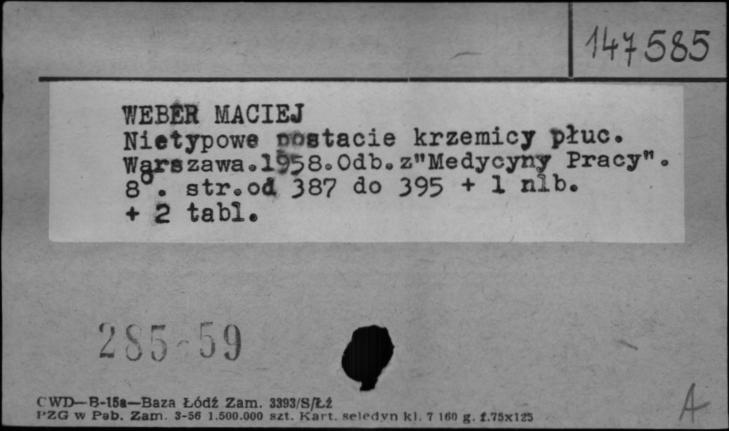 147585
WEBER MACIEJ
Nietypowe postacie krzemicy płuc.
Warszawa.1958.Odb.z"Medycyny Pracy".
8°. str.od 387 do 395 + 1 nlb.
+ 2 tabl.
285-59
CWD—B-15a—Baza Łódź Zam. 3393/S/Łź
PZG w Pab. Zam. 3-56 1.500.000 szt. Kart. seledyn kl. 7 160 g. f.75x125
A